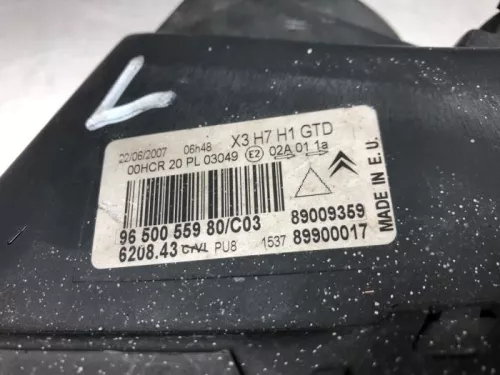 22/06/2007 06h48 X3 H7 H1 GTD
00HCR 20 PL 03049 E2 02A 01 1a
96 500 559 80/C03 89009359
6208.43 PU8 1537 89900017
MADE IN E.U.